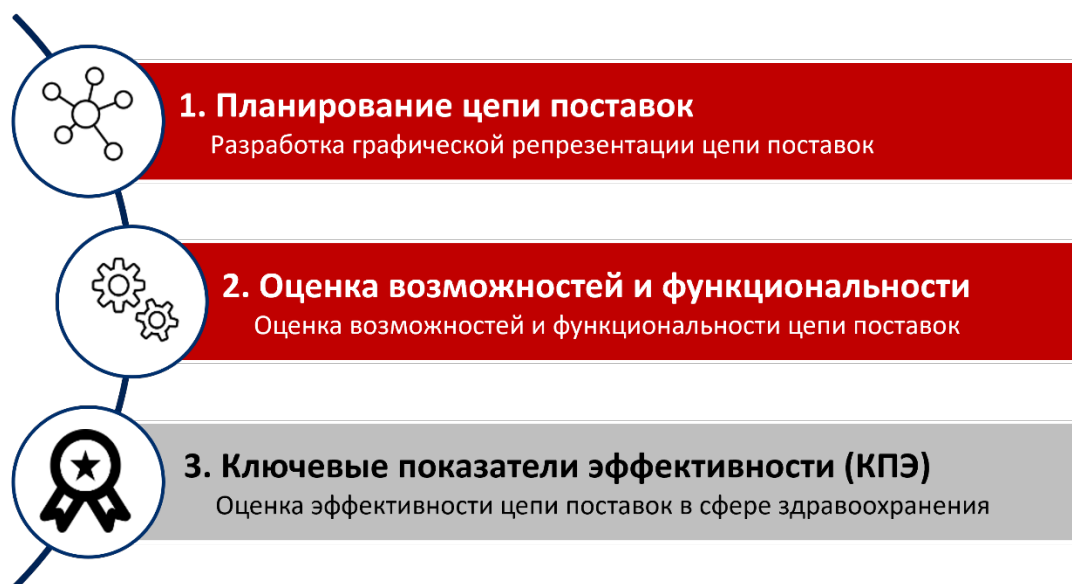 1. Планирование цепи поставок
Разработка графической репрезентации цепи поставок
2. Оценка возможностей и функциональности
Оценка возможностей и функциональности цепи поставок
3. Ключевые показатели эффективности (КПЭ)
Оценка эффективности цепи поставок в сфере здравоохранения